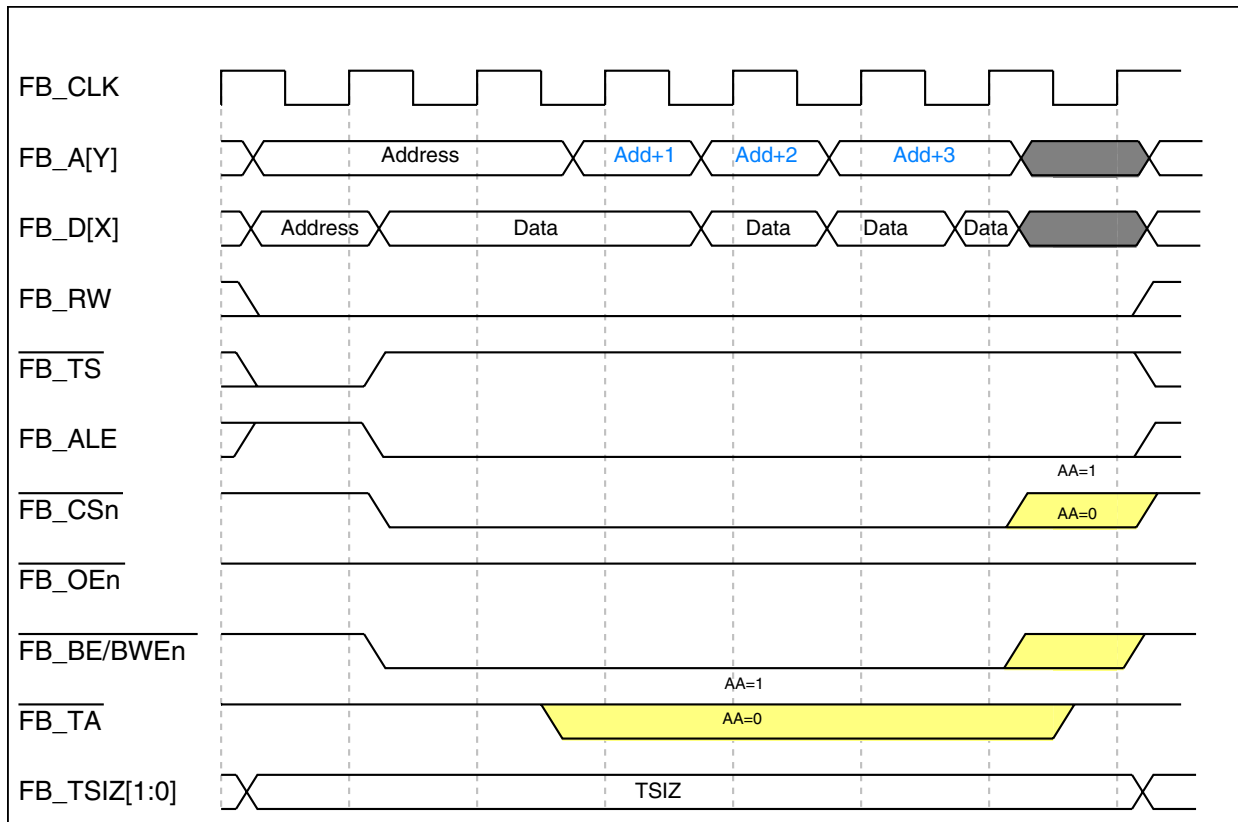 FB_CLK
FB_A[Y] Address Add+1 Add+2 Add+3
FB_D[X] Address Data Data Data Data
FB_RW
FB_TS
FB_ALE
AA=1
FB_CSn AA=0
FB_OEn
FB_BE/BWEn
AA=1
FB_TA AA=0
FB_TSIZ[1:0] TSIZ